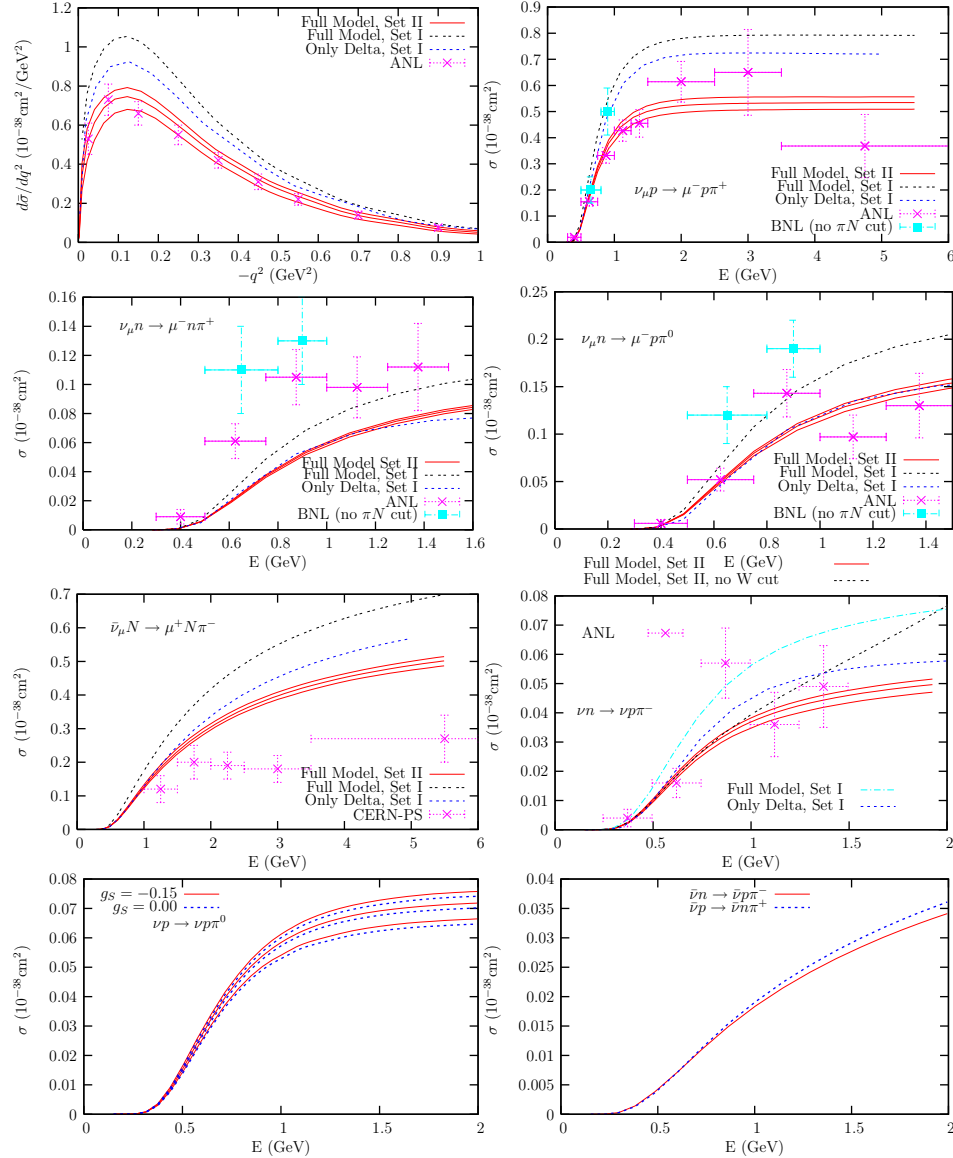 Full Model, Set II
Full Model, Set I
Only Delta, Set I
ANL
1.2
1
0.8
0.6
0.4
0.2
0
dσ̄/dq² (10⁻³⁸cm²/GeV²)
0 0.1 0.2 0.3 0.4 0.5 0.6 0.7 0.8 0.9 1
−q² (GeV²)
0.9
0.8
0.7
0.6
0.5
0.4
0.3
0.2
0.1
0
σ (10⁻³⁸cm²)
ν_μp → μ⁻pπ⁺
Full Model, Set II
Full Model, Set I
Only Delta, Set I
ANL
BNL (no πN cut)
0 1 2 3 4 5 6
E (GeV)
0.16
0.14
0.12
0.1
0.08
0.06
0.04
0.02
0
σ (10⁻³⁸cm²)
ν_μn → μ⁻nπ⁺
Full Model Set II
Full Model, Set I
Only Delta, Set I
ANL
BNL (no πN cut)
0 0.2 0.4 0.6 0.8 1 1.2 1.4 1.6
E (GeV)
0.25
0.2
0.15
0.1
0.05
0
σ (10⁻³⁸cm²)
ν_μn → μ⁻pπ⁰
Full Model, Set II
Full Model, Set I
Only Delta, Set I
ANL
BNL (no πN cut)
0 0.2 0.4 0.6 0.8 1 1.2 1.4
E (GeV)
0.7
0.6
0.5
0.4
0.3
0.2
0.1
0
σ (10⁻³⁸cm²)
ν̄_μN → μ⁺Nπ⁻
Full Model, Set II
Full Model, Set I
Only Delta, Set I
CERN-PS
0 1 2 3 4 5 6
E (GeV)
Full Model, Set II
Full Model, Set II, no W cut
0.08
0.07
0.06
0.05
0.04
0.03
0.02
0.01
0
σ (10⁻³⁸cm²)
ANL
νn → νpπ⁻
Full Model, Set I
Only Delta, Set I
0 0.5 1 1.5 2
E (GeV)
0.08
0.07
0.06
0.05
0.04
0.03
0.02
0.01
0
σ (10⁻³⁸cm²)
g_S = −0.15
g_S = 0.00
νp → νpπ⁰
0 0.5 1 1.5 2
E (GeV)
0.04
0.035
0.03
0.025
0.02
0.015
0.01
0.005
0
σ (10⁻³⁸cm²)
ν̄n → ν̄pπ⁻
ν̄p → ν̄nπ⁺
0 0.5 1 1.5 2
E (GeV)